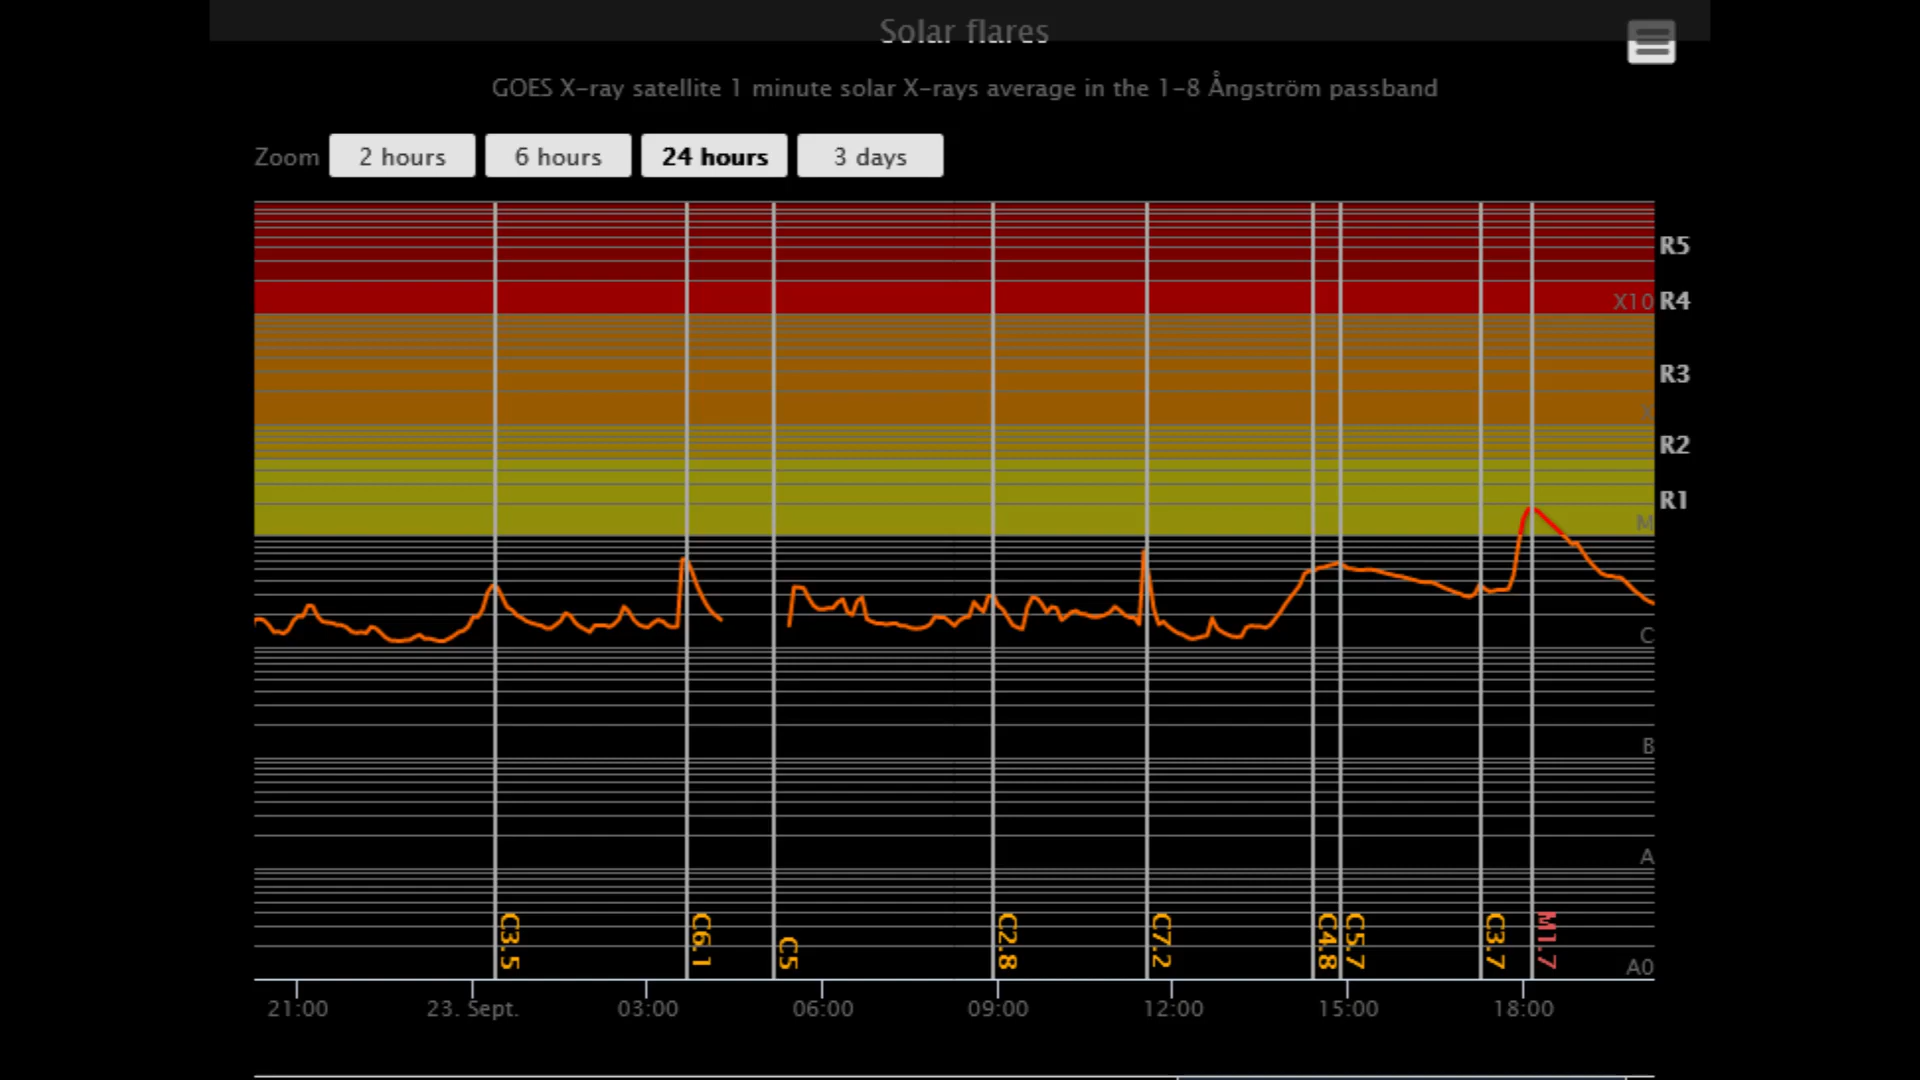 Solar flares
GOES X-ray satellite 1 minute solar X-rays average in the 1-8 Ångström passband
Zoom 2 hours 6 hours 24 hours 3 days
R5
X10 R4
R3
X
R2
R1
M
C
B
A
A0
C3.5 C6.1 C5 C2.8 C7.2 C4.8 C5.7 C3.7 M1.7
21:00 23. Sept. 03:00 06:00 09:00 12:00 15:00 18:00